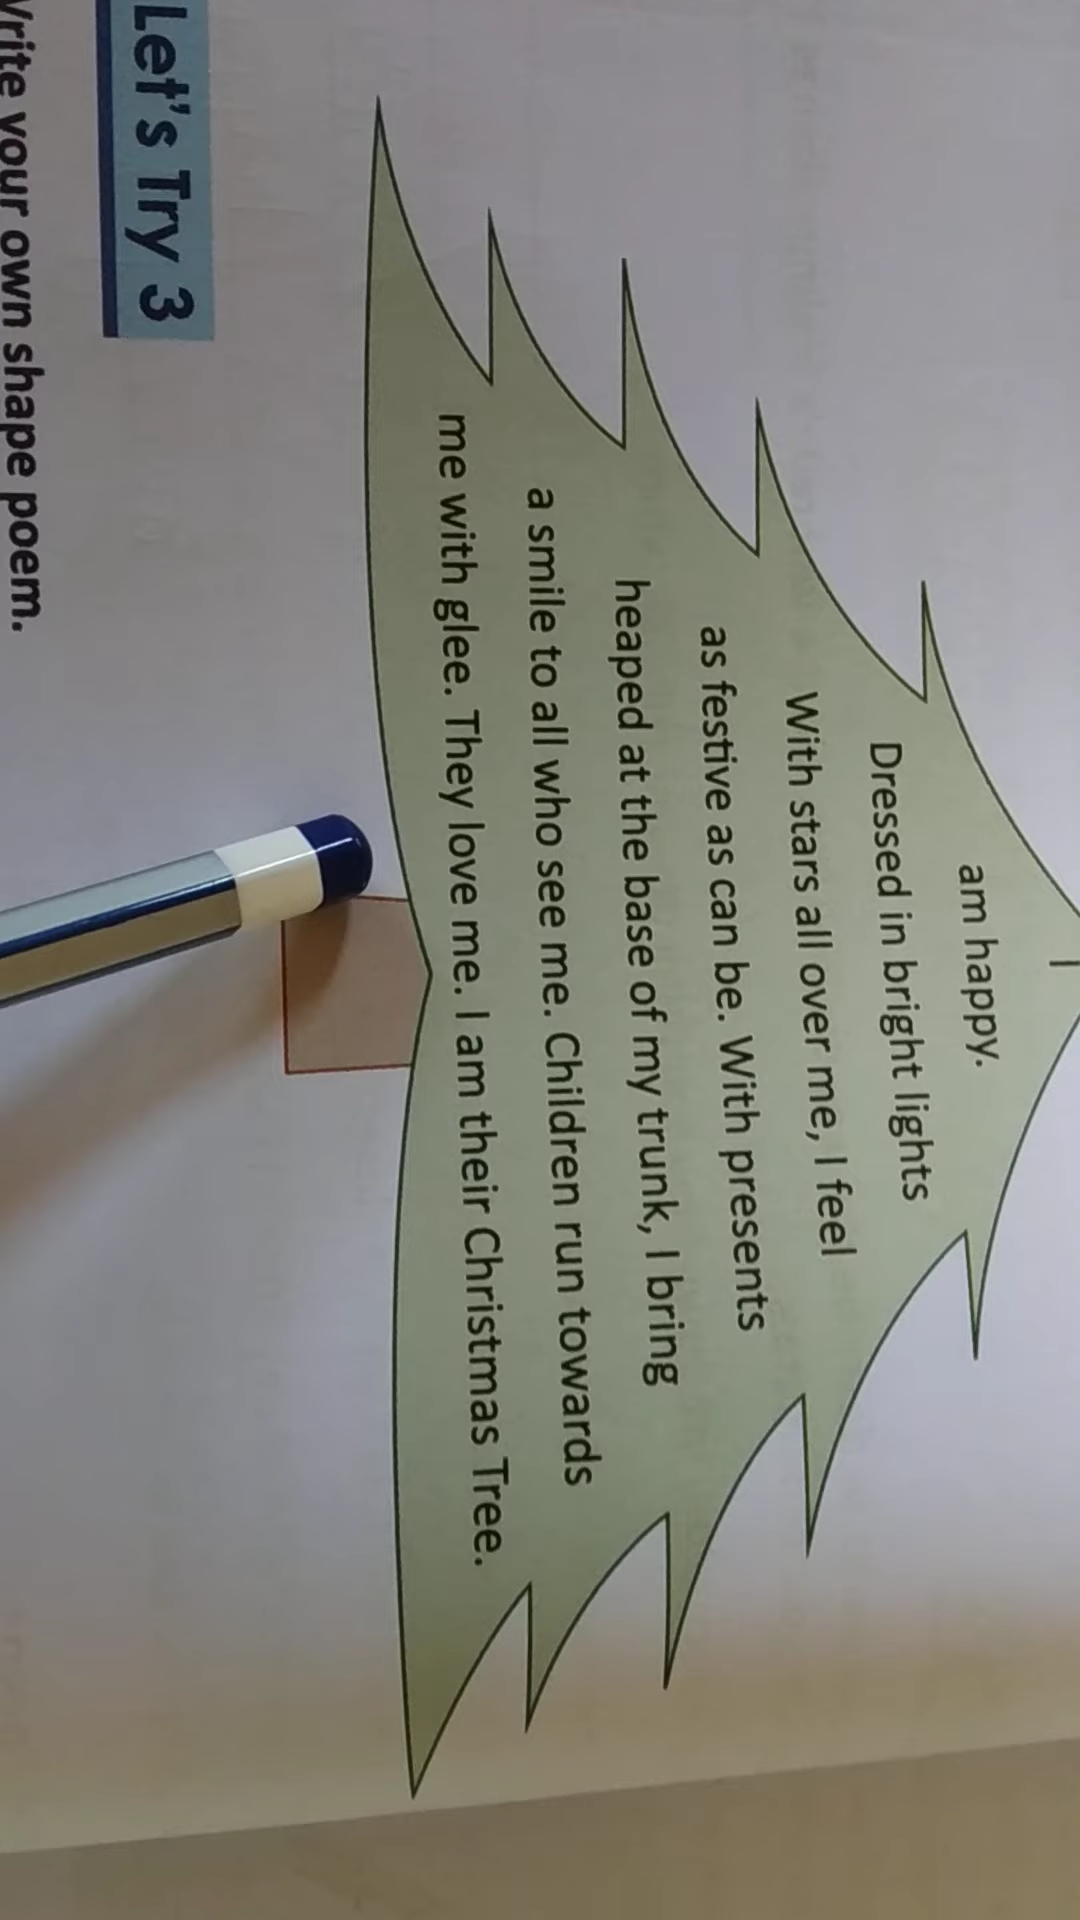 I
am happy.
Dressed in bright lights
With stars all over me, I feel
as festive as can be. With presents
heaped at the base of my trunk, I bring
a smile to all who see me. Children run towards
me with glee. They love me. I am their Christmas Tree.
Let's Try 3
Write your own shape poem.